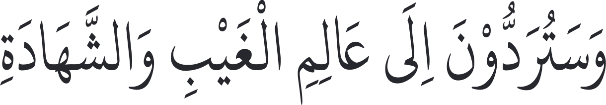 وَسَتُرَدُّوْنَ اِلَى عَالِمِ الْغَيْبِ وَالشَّهَادَةِ